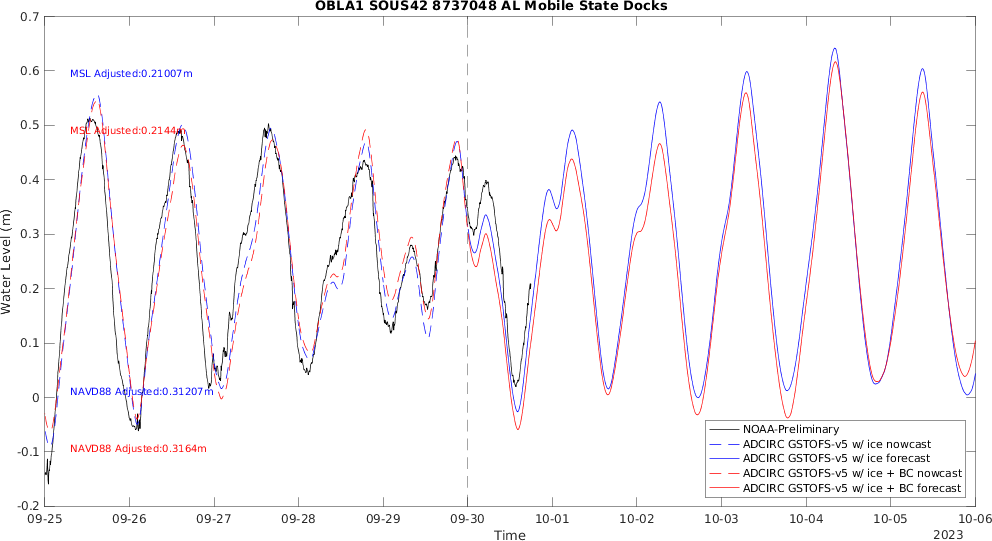 OBLA1 SOUS42 8737048 AL Mobile State Docks
Water Level (m)
0.7
0.6
0.5
0.4
0.3
0.2
0.1
0
-0.1
-0.2
MSL Adjusted:0.21007m
MSL Adjusted:0.2144m
NAVD88 Adjusted:0.31207m
NAVD88 Adjusted:0.3164m
NOAA-Preliminary
ADCIRC GSTOFS-v5 w/ ice nowcast
ADCIRC GSTOFS-v5 w/ ice forecast
ADCIRC GSTOFS-v5 w/ ice + BC nowcast
ADCIRC GSTOFS-v5 w/ ice + BC forecast
09-25 09-26 09-27 09-28 09-29 09-30 10-01 10-02 10-03 10-04 10-05 10-06
Time
2023